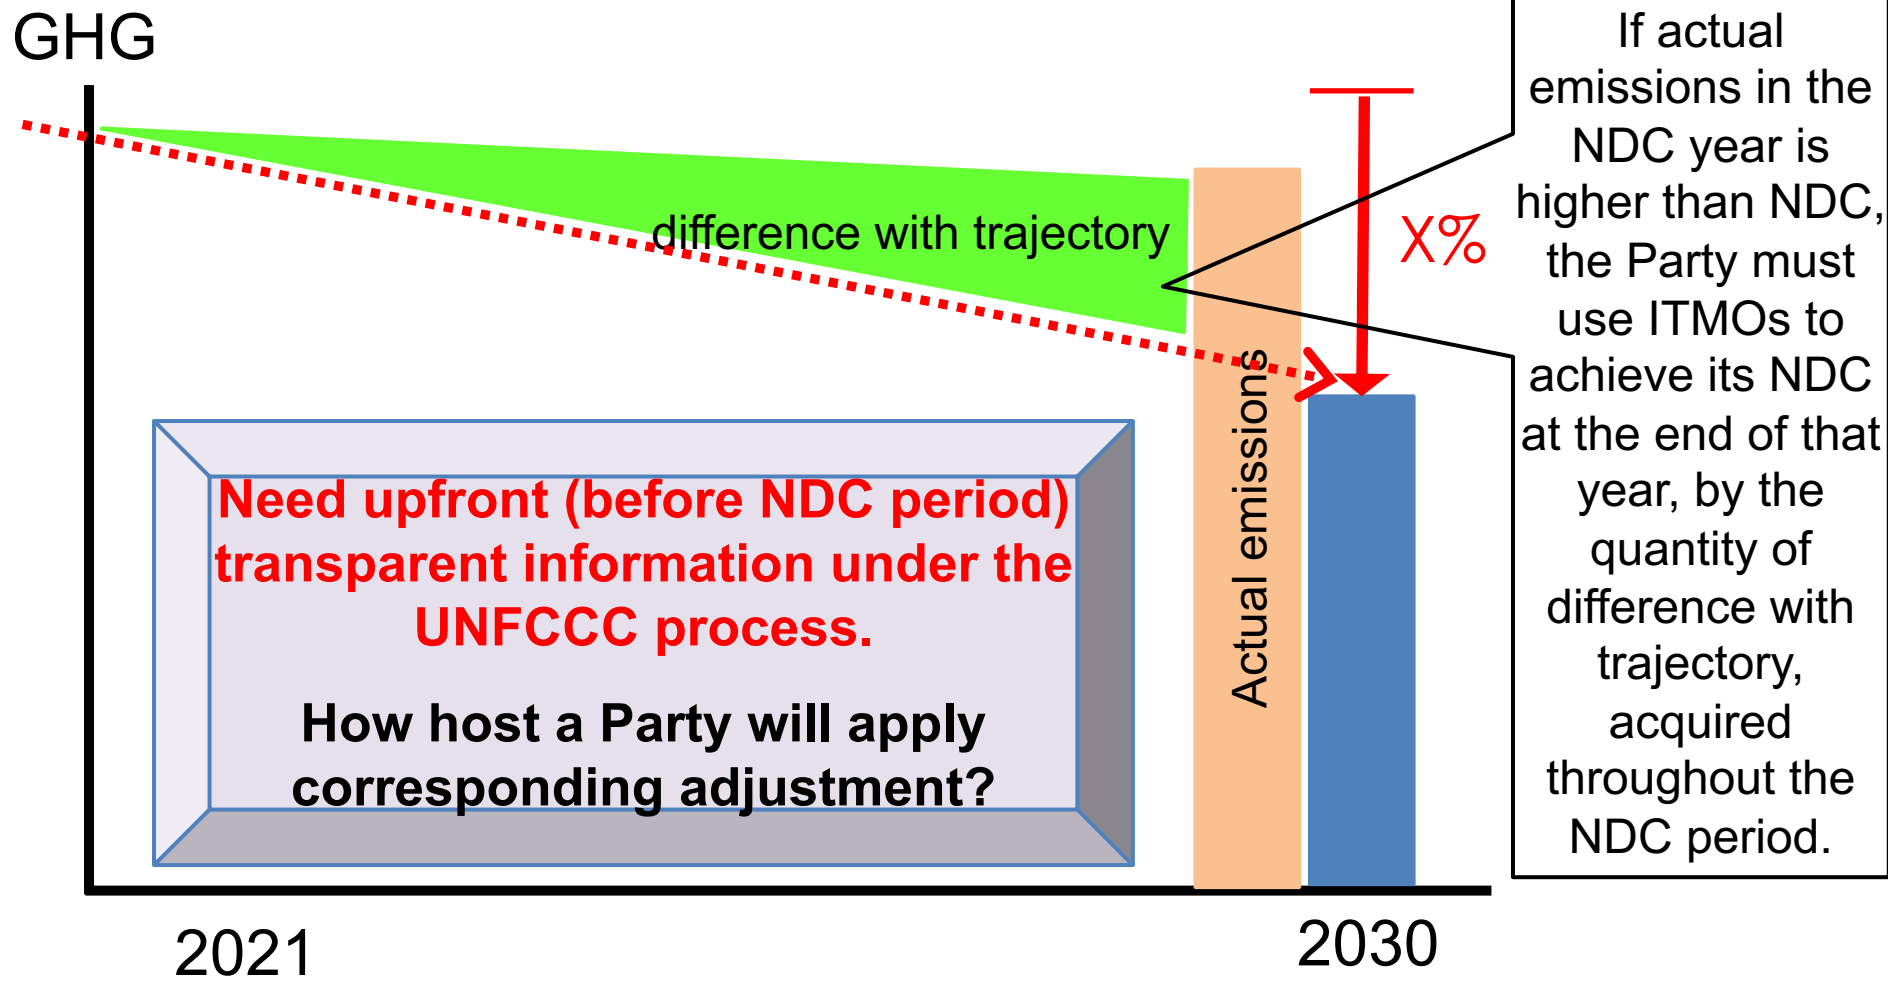 GHG
difference with trajectory
X%
Actual emissions
Need upfront (before NDC period)
transparent information under the
UNFCCC process.
How host a Party will apply
corresponding adjustment?
2021
2030
If actual
emissions in the
NDC year is
higher than NDC,
the Party must
use ITMOs to
achieve its NDC
at the end of that
year, by the
quantity of
difference with
trajectory,
acquired
throughout the
NDC period.